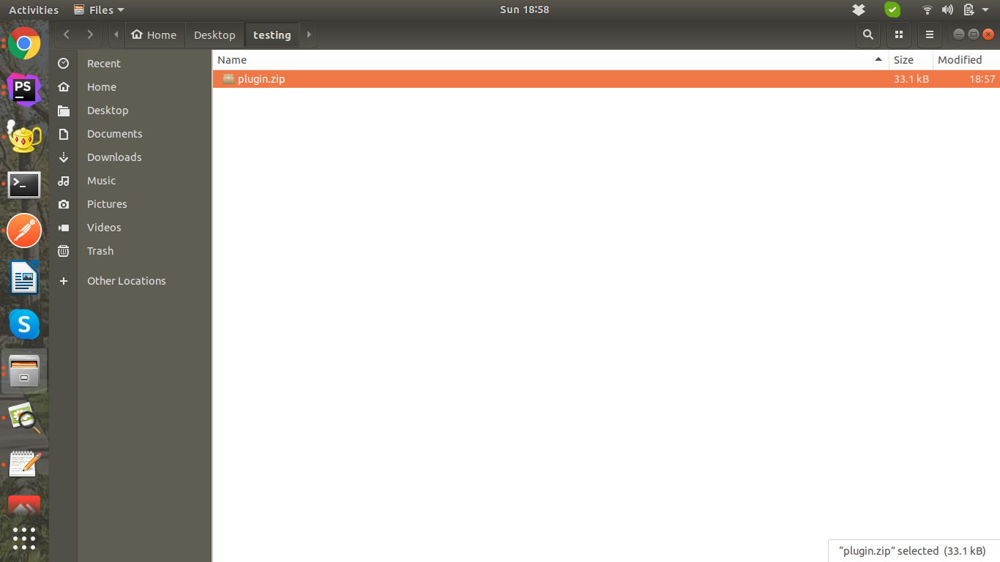 Activities Files Sun 18:58
Home Desktop testing
Name Size Modified
plugin.zip 33.1 kB 18:57
Recent
Home
Desktop
Documents
Downloads
Music
Pictures
Videos
Trash
Other Locations
PS
>_
S
“plugin.zip” selected (33.1 kB)